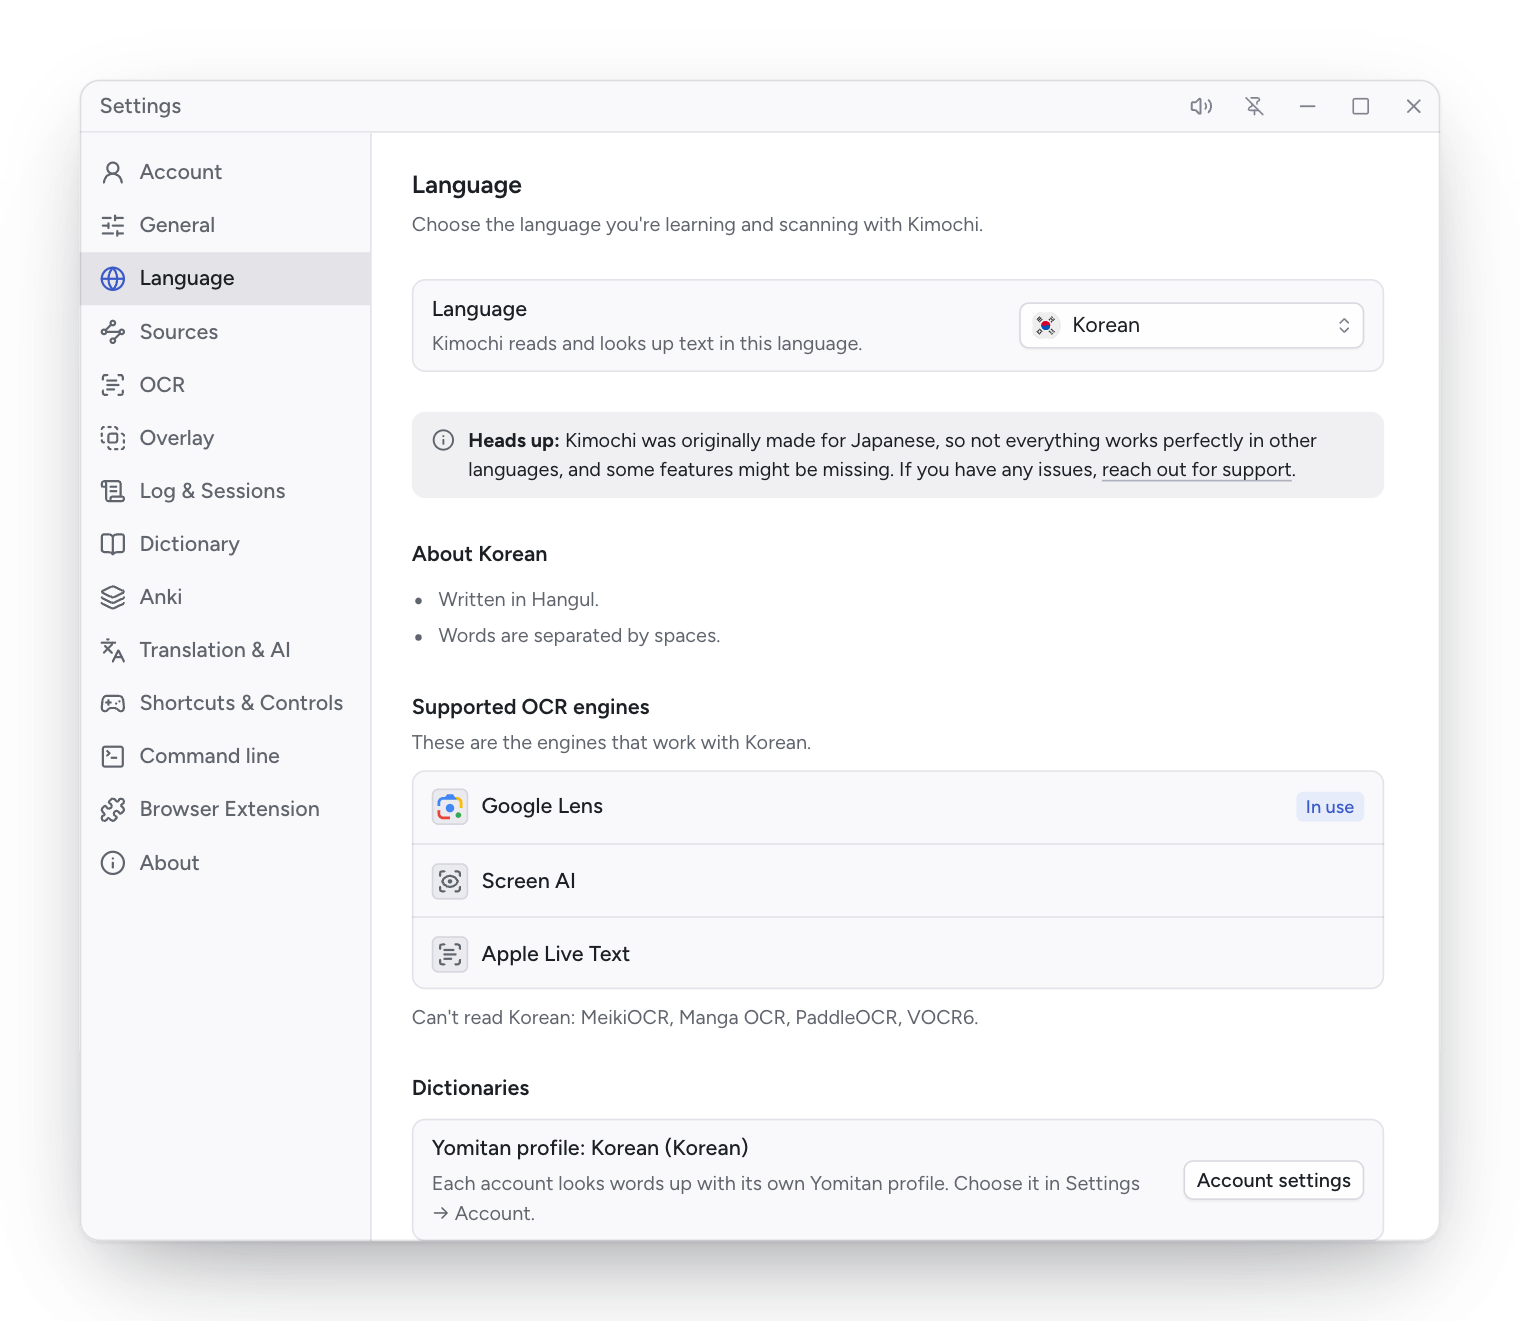 Settings
Account
General
Language
Sources
OCR
Overlay
Log & Sessions
Dictionary
Anki
Translation & AI
Shortcuts & Controls
Command line
Browser Extension
About
Language
Choose the language you're learning and scanning with Kimochi.
Language
Kimochi reads and looks up text in this language.
Korean
Heads up: Kimochi was originally made for Japanese, so not everything works perfectly in other
languages, and some features might be missing. If you have any issues, reach out for support.
About Korean
• Written in Hangul.
• Words are separated by spaces.
Supported OCR engines
These are the engines that work with Korean.
Google Lens
In use
Screen AI
Apple Live Text
Can't read Korean: MeikiOCR, Manga OCR, PaddleOCR, VOCR6.
Dictionaries
Yomitan profile: Korean (Korean)
Each account looks words up with its own Yomitan profile. Choose it in Settings
→ Account.
Account settings